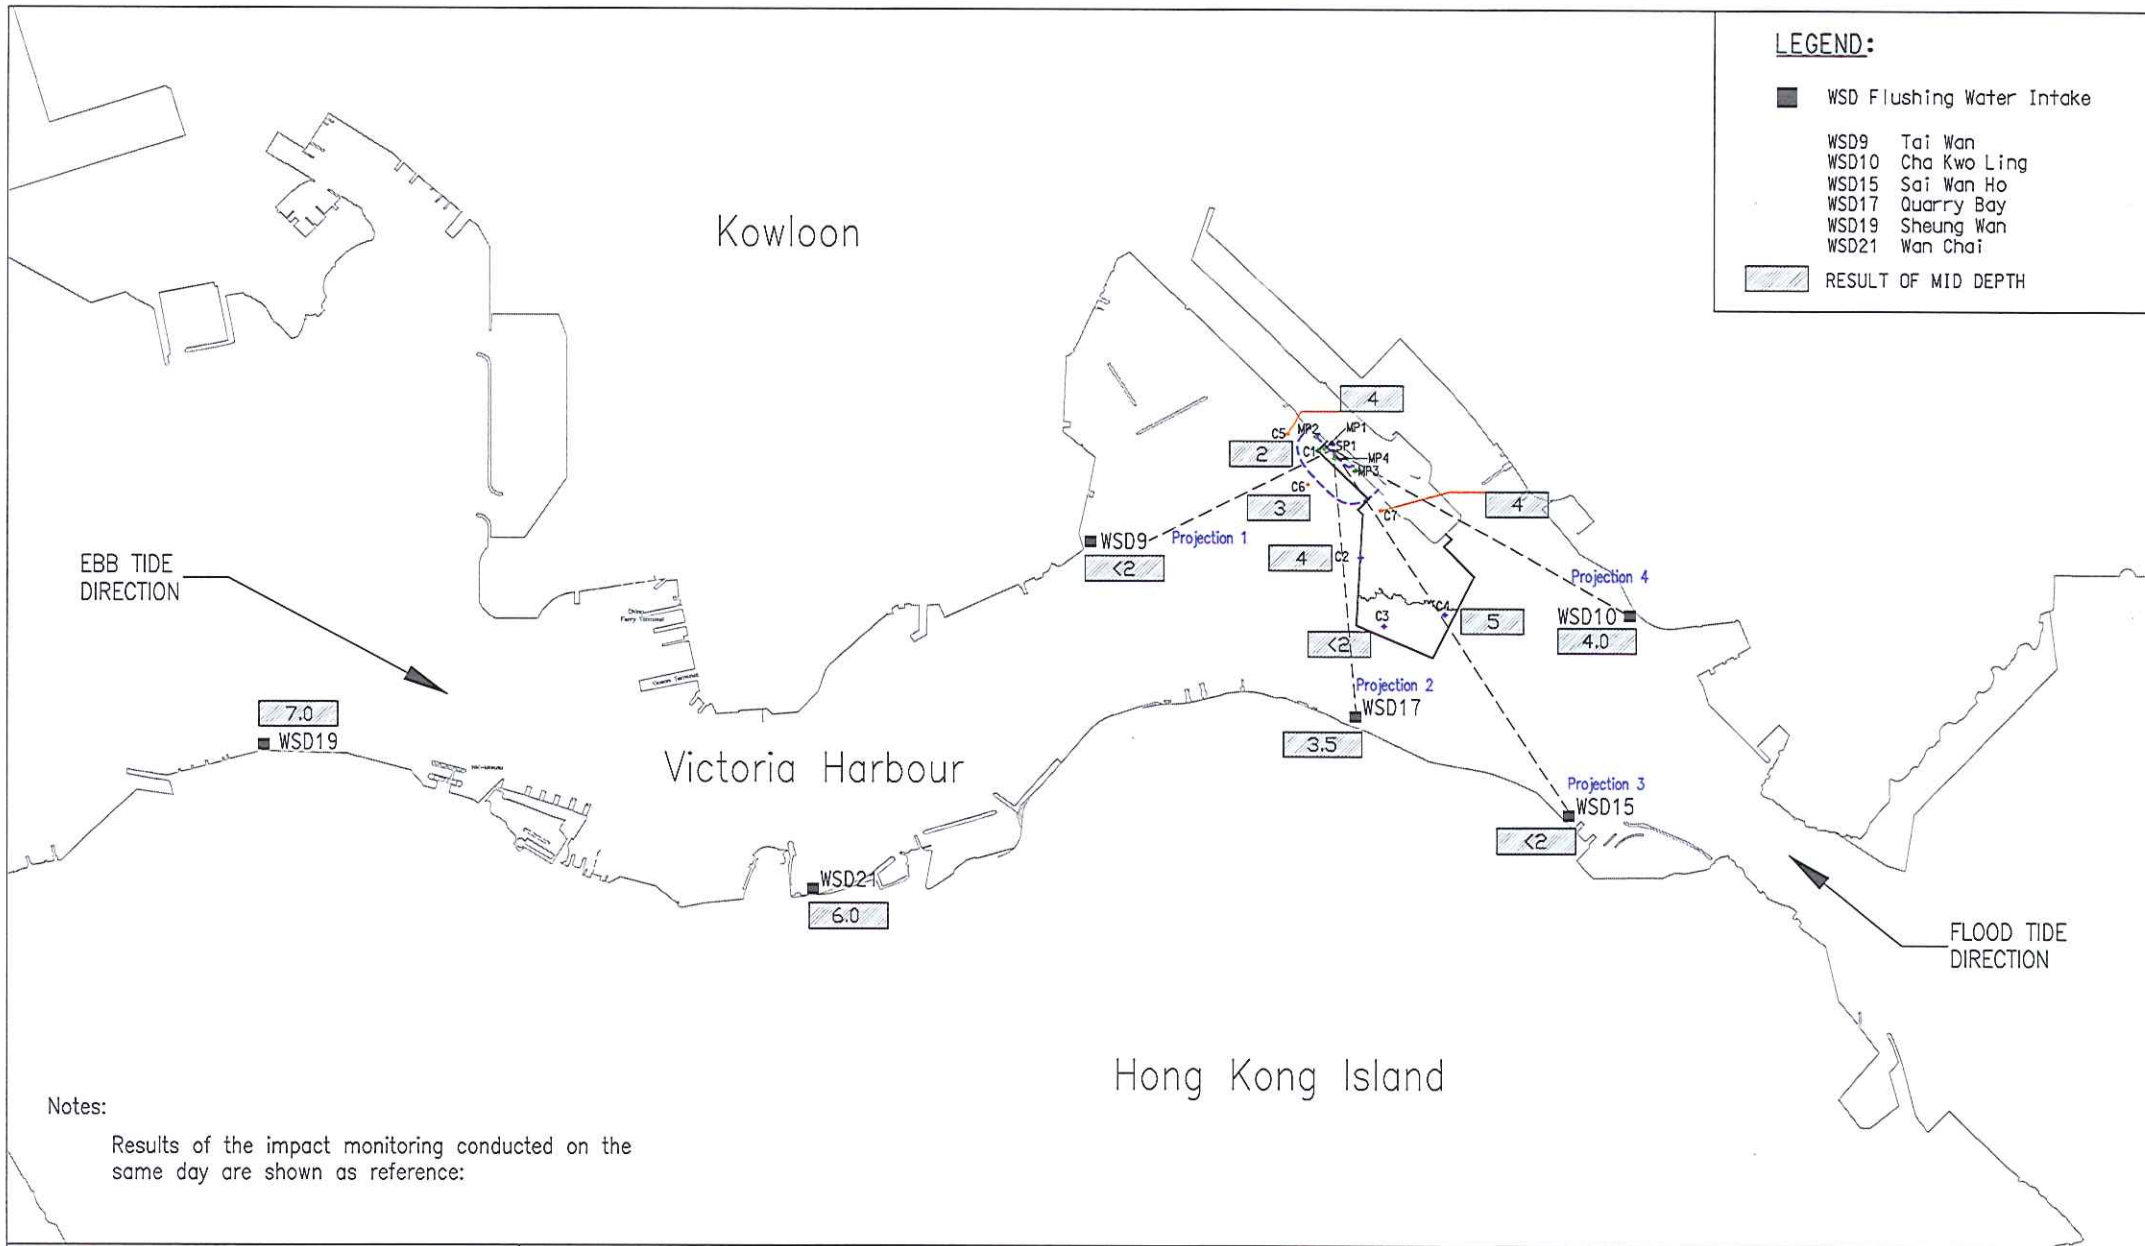 LEGEND:
WSD Flushing Water Intake
WSD9 Tai Wan
WSD10 Cha Kwo Ling
WSD15 Sai Wan Ho
WSD17 Quarry Bay
WSD19 Sheung Wan
WSD21 Wan Chai
RESULT OF MID DEPTH
Kowloon
4
C5
MP2
MP1
2
C1
SP1
MP4
MP3
C6
3
C7
4
WSD9
Projection 1
<2
4
C2
EBB TIDE
DIRECTION
Projection 4
WSD10
4.0
C3
C4
5
<2
Ferry Terminal
Ocean Terminal
Projection 2
WSD17
3.5
7.0
WSD19
Victoria Harbour
Projection 3
WSD15
<2
WSD21
6.0
FLOOD TIDE
DIRECTION
Hong Kong Island
Notes:
Results of the impact monitoring conducted on the
same day are shown as reference: